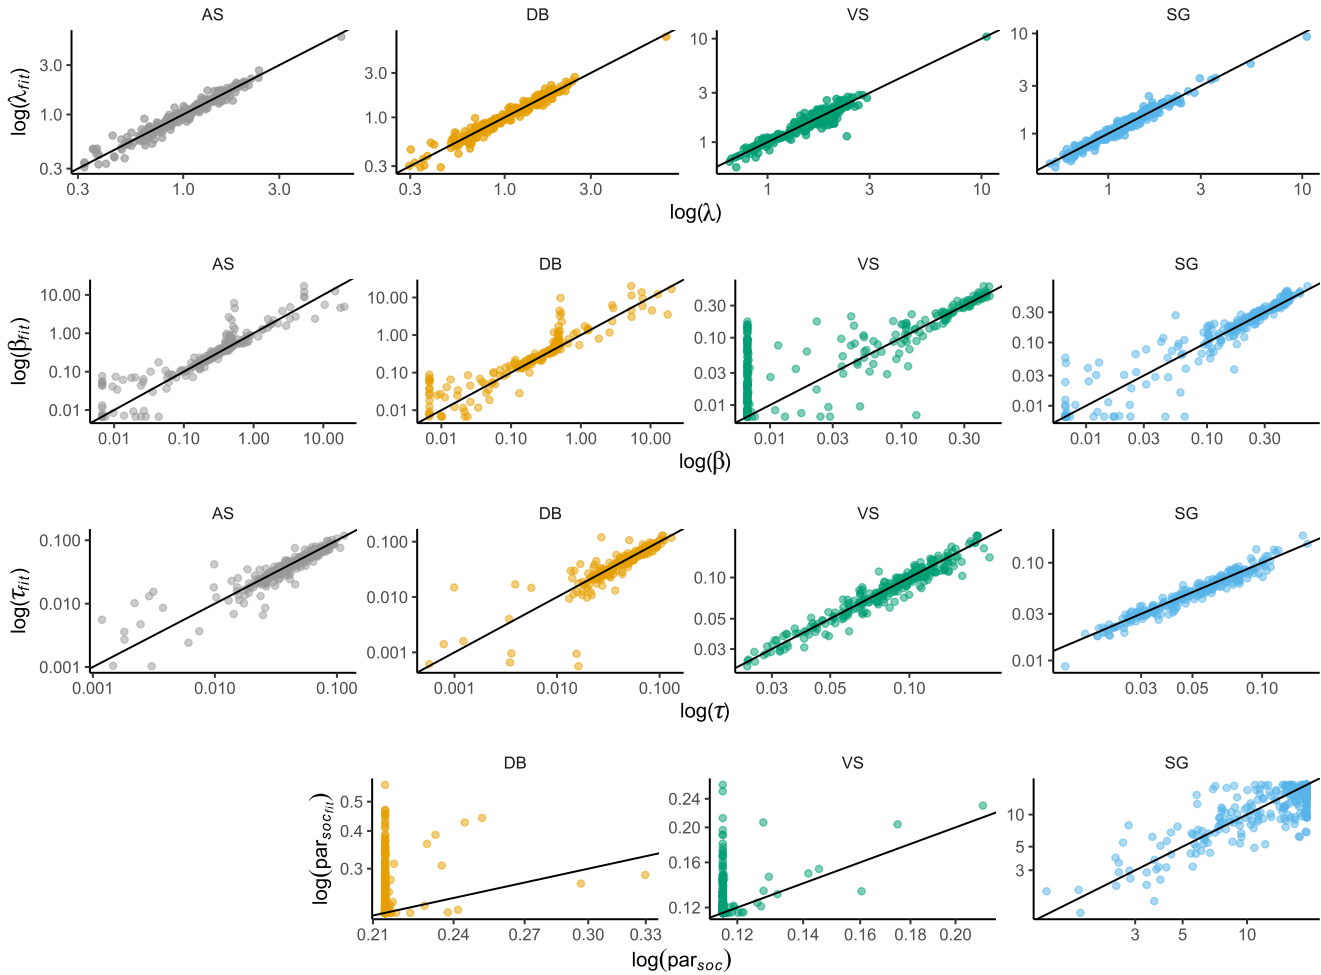 AS DB VS SG
log(λfit)
3.0 1.0 0.3
3.0 1.0 0.3
10 3 1
10 3 1
0.3 1.0 3.0
0.3 1.0 3.0
1 3 10
1 3 10
log(λ)
AS DB VS SG
log(βfit)
10.00 1.00 0.10 0.01
10.00 1.00 0.10 0.01
0.30 0.10 0.03 0.01
0.30 0.10 0.03 0.01
0.01 0.10 1.00 10.00
0.01 0.10 1.00 10.00
0.01 0.03 0.10 0.30
0.01 0.03 0.10 0.30
log(β)
AS DB VS SG
log(τfit)
0.100 0.010 0.001
0.100 0.010 0.001
0.10 0.05 0.03
0.10 0.03 0.01
0.001 0.010 0.100
0.001 0.010 0.100
0.03 0.05 0.10
0.03 0.05 0.10
log(τ)
DB VS SG
log(parsocfit)
0.5 0.4 0.3
0.24 0.20 0.16 0.12
10 5 3
0.21 0.24 0.27 0.30 0.33
0.12 0.14 0.16 0.18 0.20
3 5 10
log(parsoc)